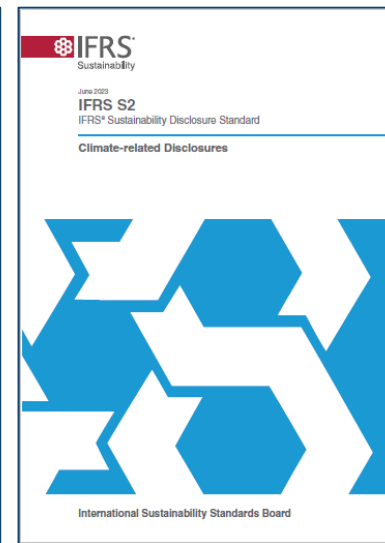 IFRS®
Sustainability
June 2023
IFRS S2
IFRS® Sustainability Disclosure Standard
Climate-related Disclosures
International Sustainability Standards Board